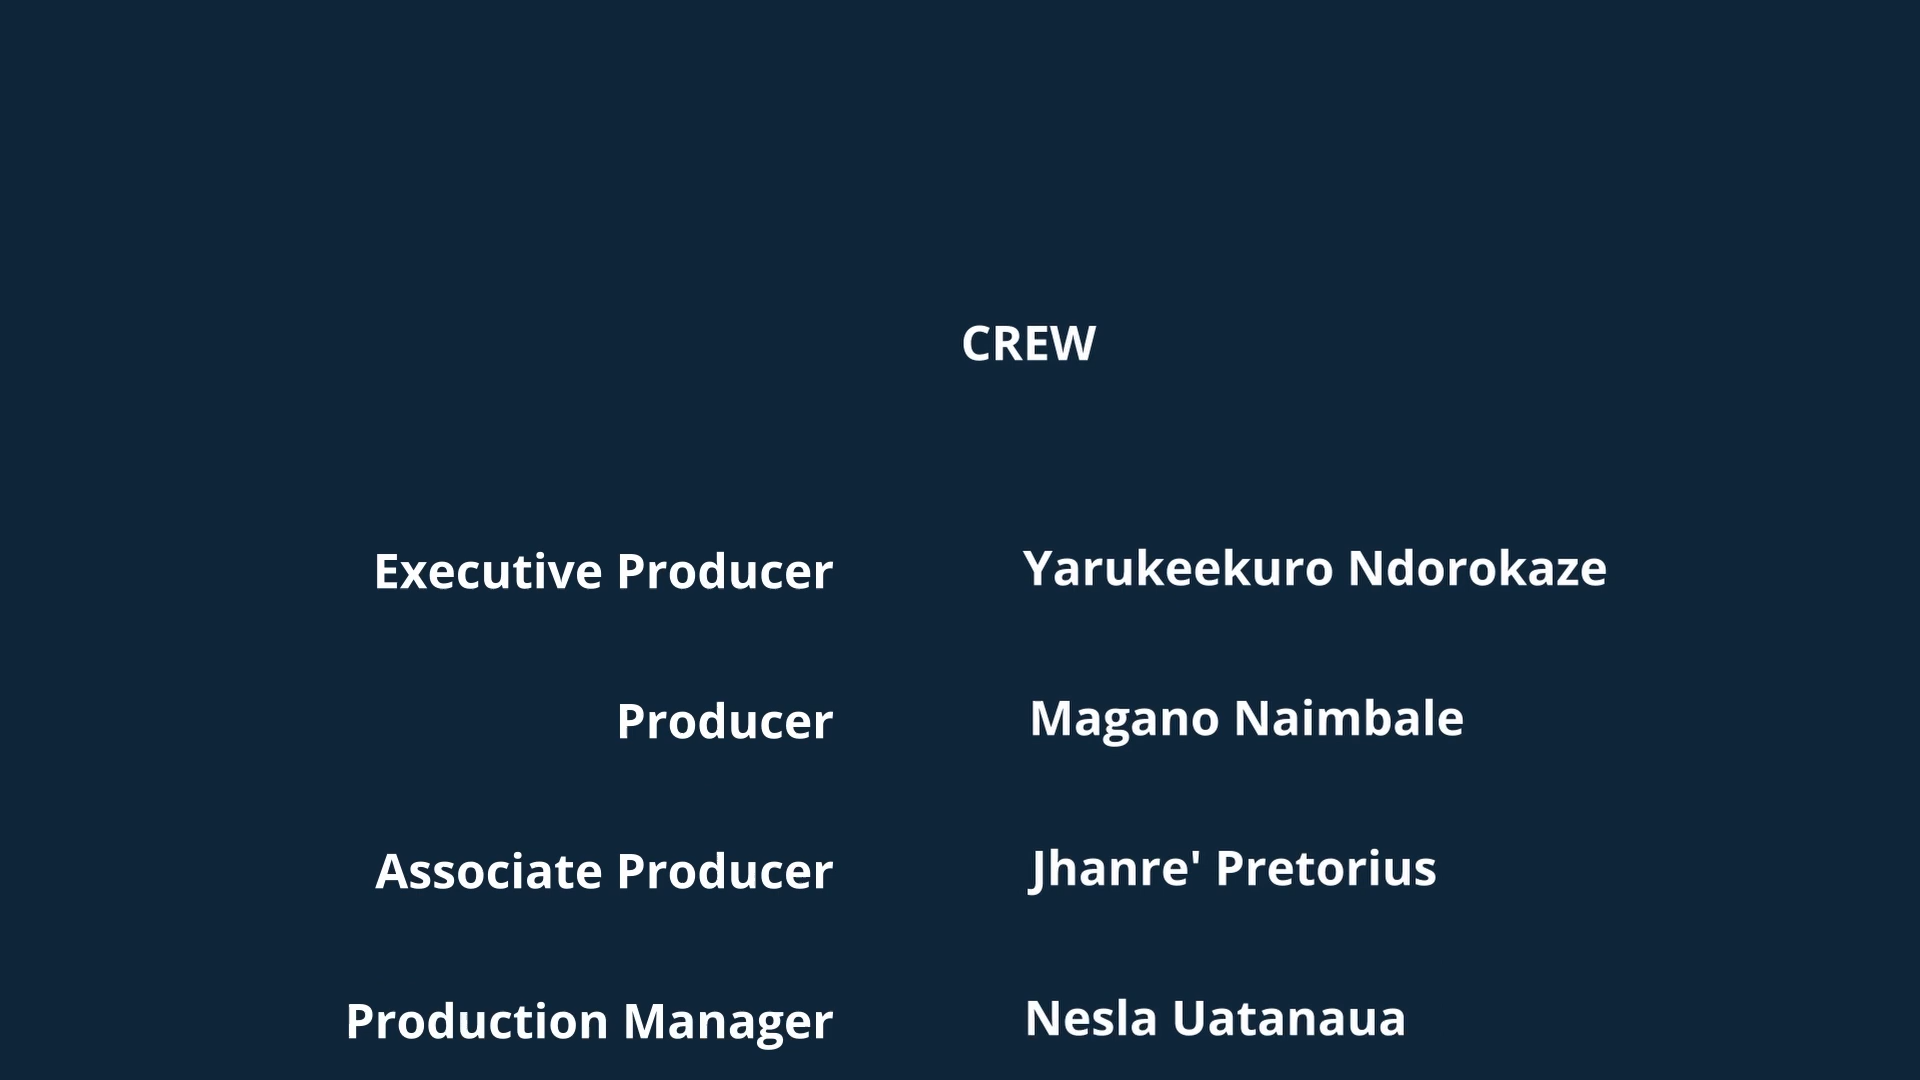 CREW
Executive Producer Yarukeekuro Ndorokaze
Producer Magano Naimbale
Associate Producer Jhanre' Pretorius
Production Manager Nesla Uatanaua